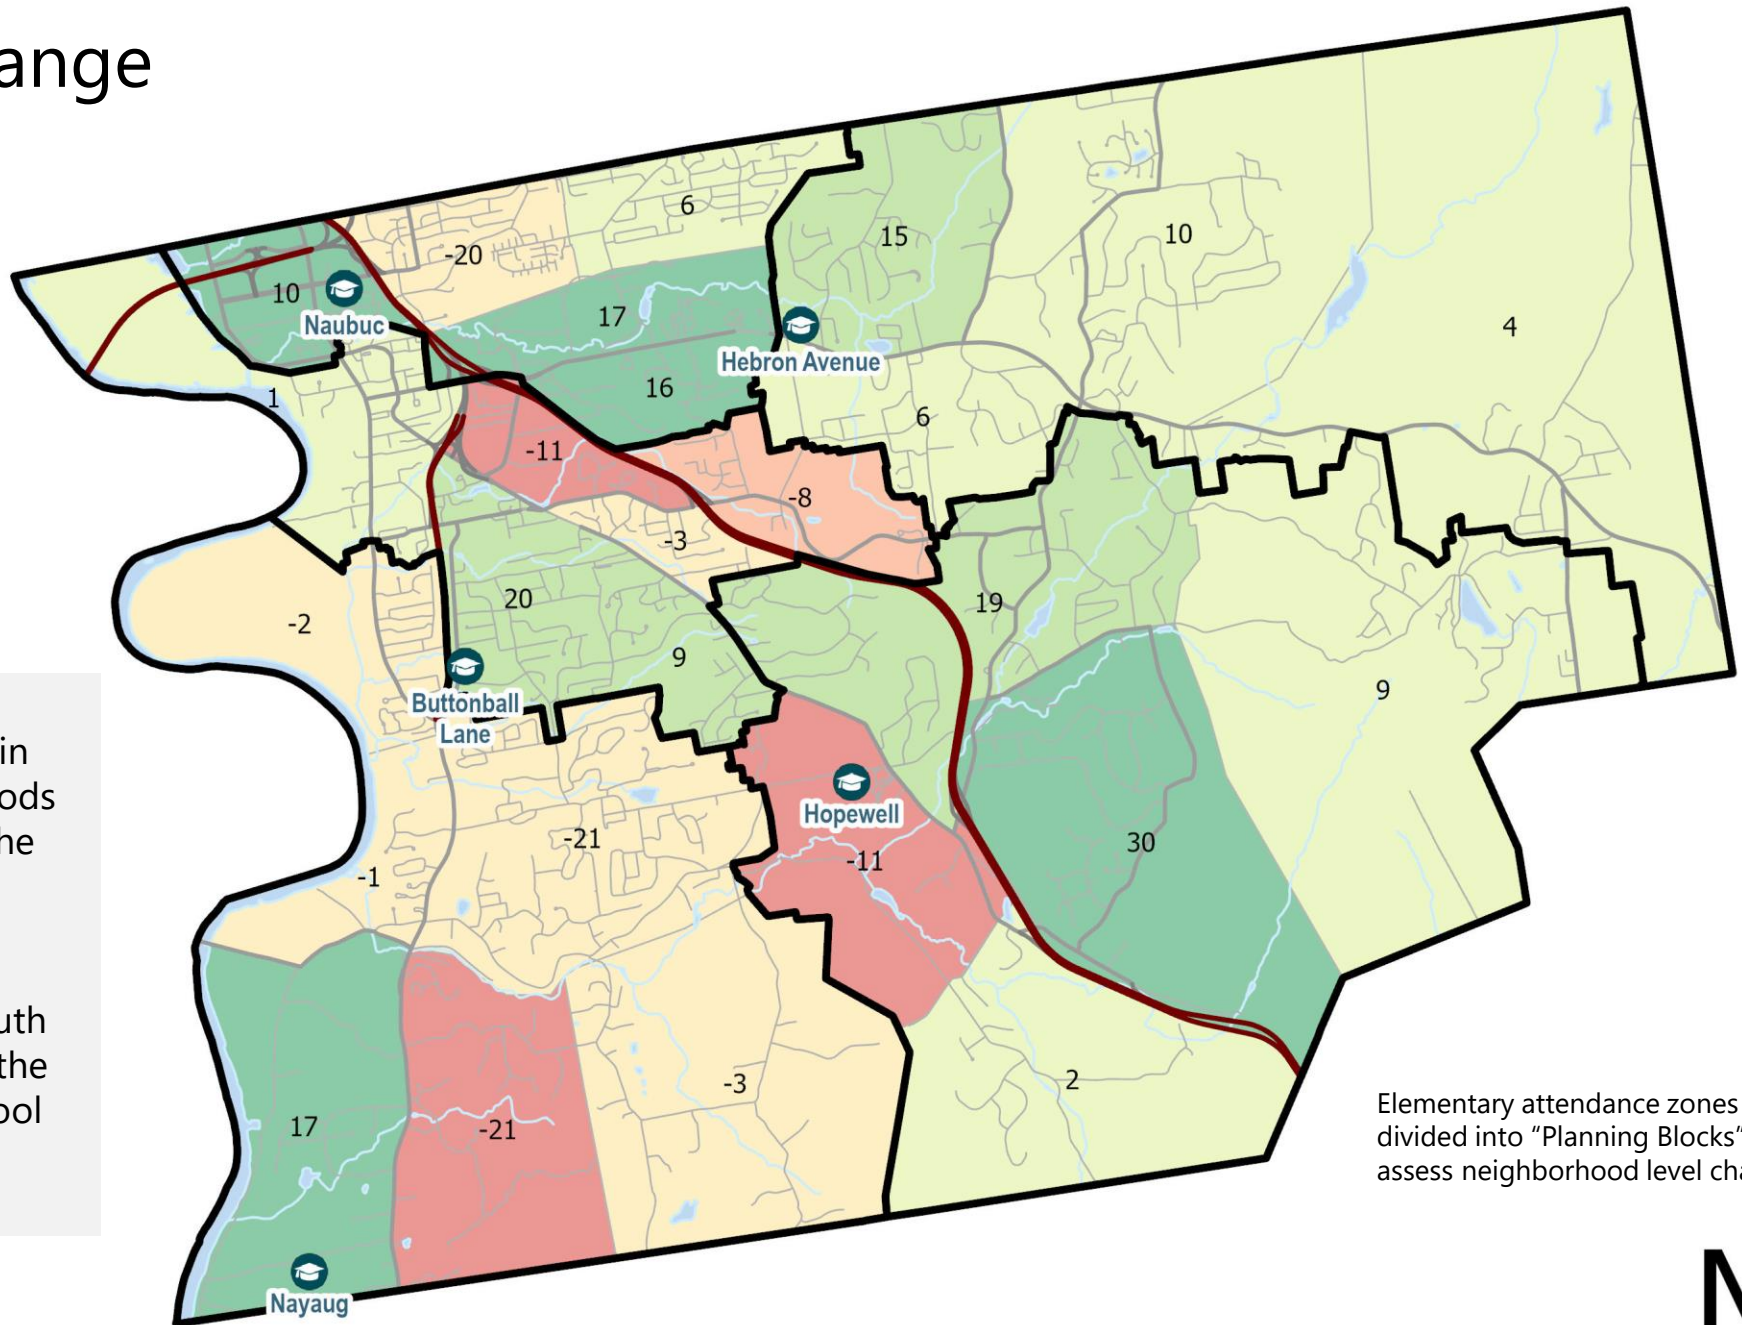 ange
6
15
10
-20
10
17
4
Naubuc
Hebron Avenue
16
1
6
-11
-8
-3
20
19
-2
9
9
Buttonball
Lane
in
ods
he
Hopewell
-21
30
-11
-1
uth
the
ool
2
-3
17
-21
Elementary attendance zones
divided into “Planning Blocks”
assess neighborhood level cha
Nayaug